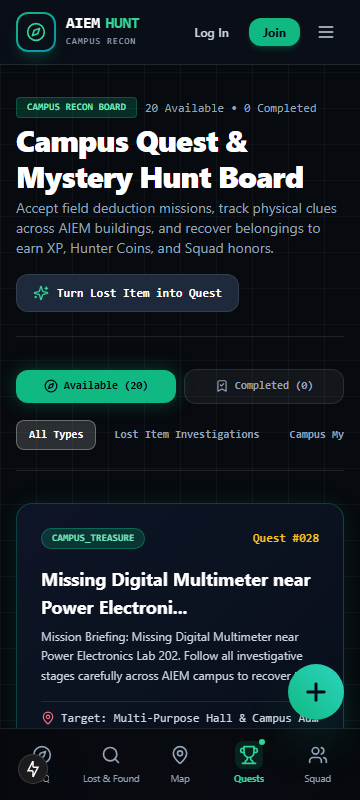 AIEM HUNT
CAMPUS RECON
Log In
Join
CAMPUS RECON BOARD
20 Available • 0 Completed
Campus Quest &
Mystery Hunt Board
Accept field deduction missions, track physical clues
across AIEM buildings, and recover belongings to
earn XP, Hunter Coins, and Squad honors.
Turn Lost Item into Quest
Available (20)
Completed (0)
All Types
Lost Item Investigations
Campus My
CAMPUS_TREASURE
Quest #028
Missing Digital Multimeter near
Power Electroni...
Mission Briefing: Missing Digital Multimeter near
Power Electronics Lab 202. Follow all investigative
stages carefully across AIEM campus to recover
Target: Multi-Purpose Hall & Campus
Lost & Found
Map
Quests
Squad